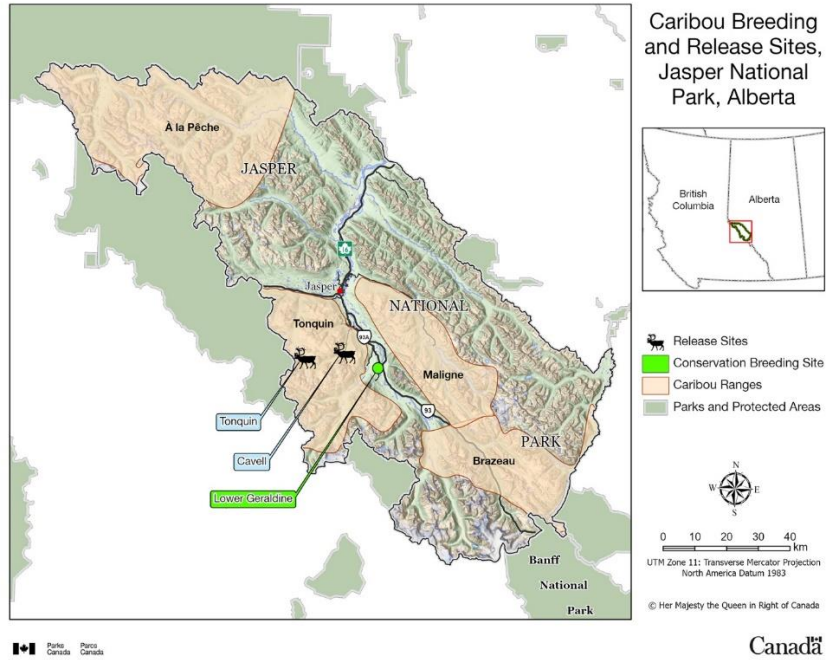 Caribou Breeding
and Release Sites,
Jasper National
Park, Alberta
À la Pêche
JASPER
16
Jasper
NATIONAL
Tonquin
93A
Maligne
93
PARK
Brazeau
Tonquin
Cavell
Lower Geraldine
Banff
National
Park
British
Columbia
Alberta
Release Sites
Conservation Breeding Site
Caribou Ranges
Parks and Protected Areas
N
W
E
S
0 10 20 30 40
km
UTM Zone 11: Transverse Mercator Projection
North America Datum 1983
© Her Majesty the Queen in Right of Canada
Parks Parcs
Canada Canada
Canada